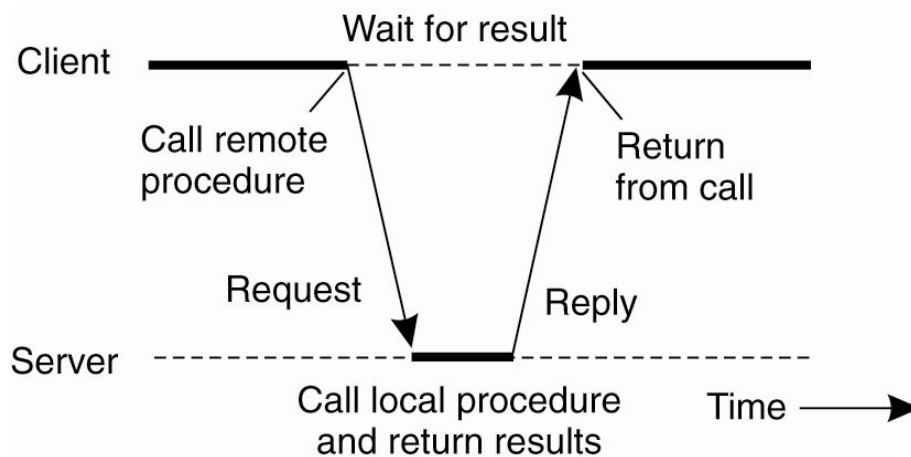 Wait for result
Client
Call remote
procedure
Return
from call
Request
Reply
Server
Call local procedure
and return results
Time